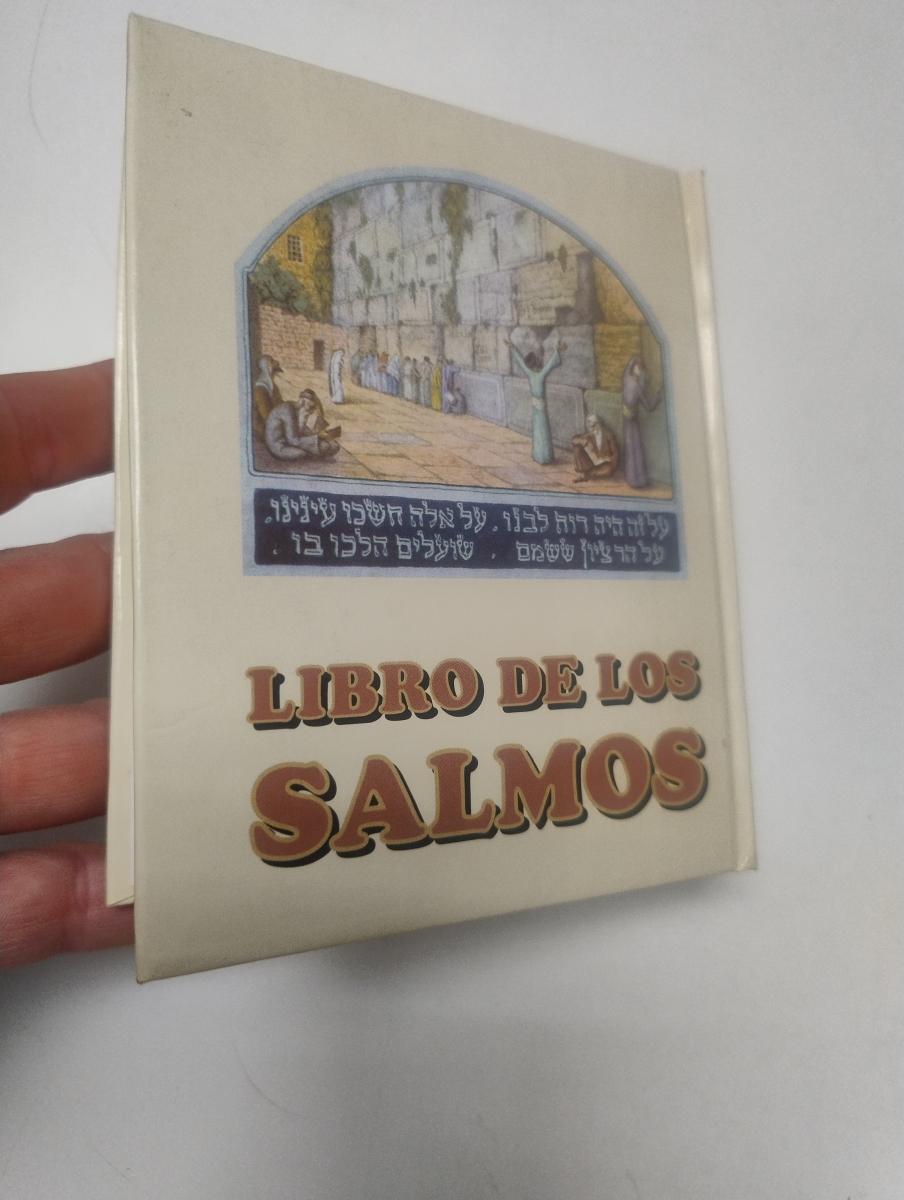 על זה היה דוה לבנו. על אלה חשכו עינינו.
על הר ציון ששמם . שועלים הלכו בו .
LIBRO DE LOS
SALMOS